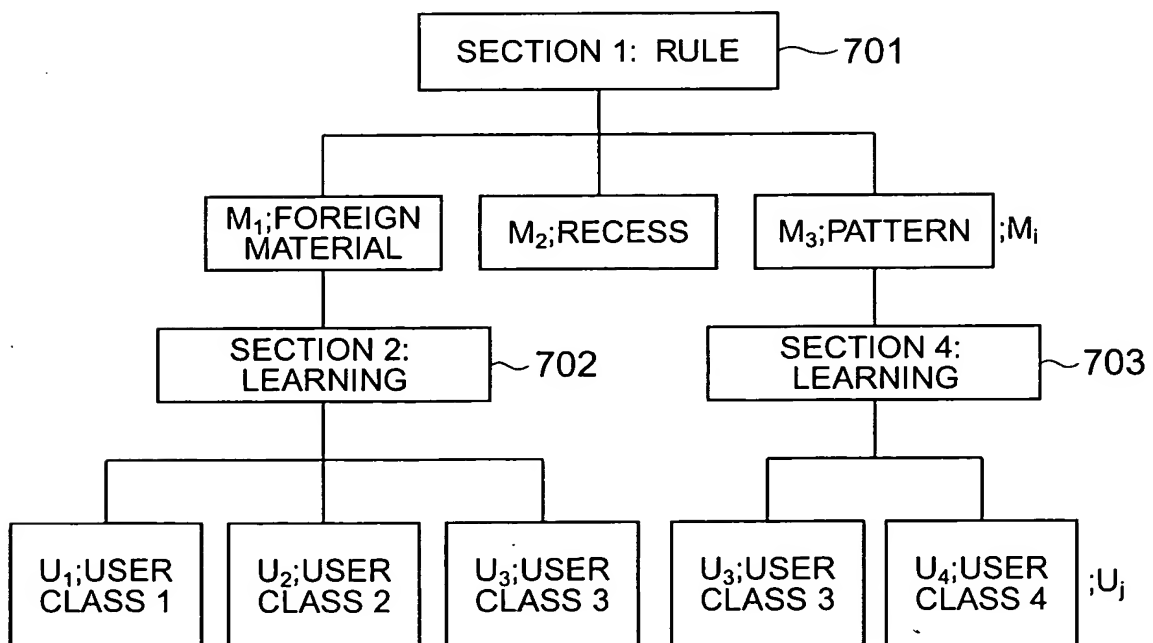 SECTION 1: RULE
701
M₁;FOREIGN
MATERIAL
M₂;RECESS
M₃;PATTERN
;Mᵢ
SECTION 2:
LEARNING
702
SECTION 4:
LEARNING
703
U₁;USER
CLASS 1
U₂;USER
CLASS 2
U₃;USER
CLASS 3
U₃;USER
CLASS 3
U₄;USER
CLASS 4
;Uⱼ